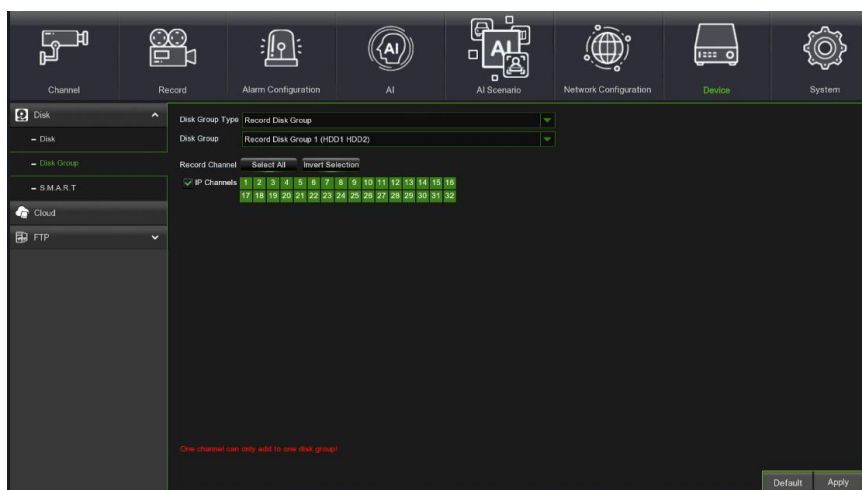 AI
AI
Channel
Record
Alarm Configuration
AI
AI Scenario
Network Configuration
Device
System
Disk
Disk
Disk Group
S.M.A.R.T
Cloud
FTP
Disk Group Type Record Disk Group
Disk Group Record Disk Group 1 (HDD1 HDD2)
Record Channel Select All Invert Selection
IP Channels 1 2 3 4 5 6 7 8 9 10 11 12 13 14 15 16
17 18 19 20 21 22 23 24 25 26 27 28 29 30 31 32
One channel can only add to one disk group!
Default Apply